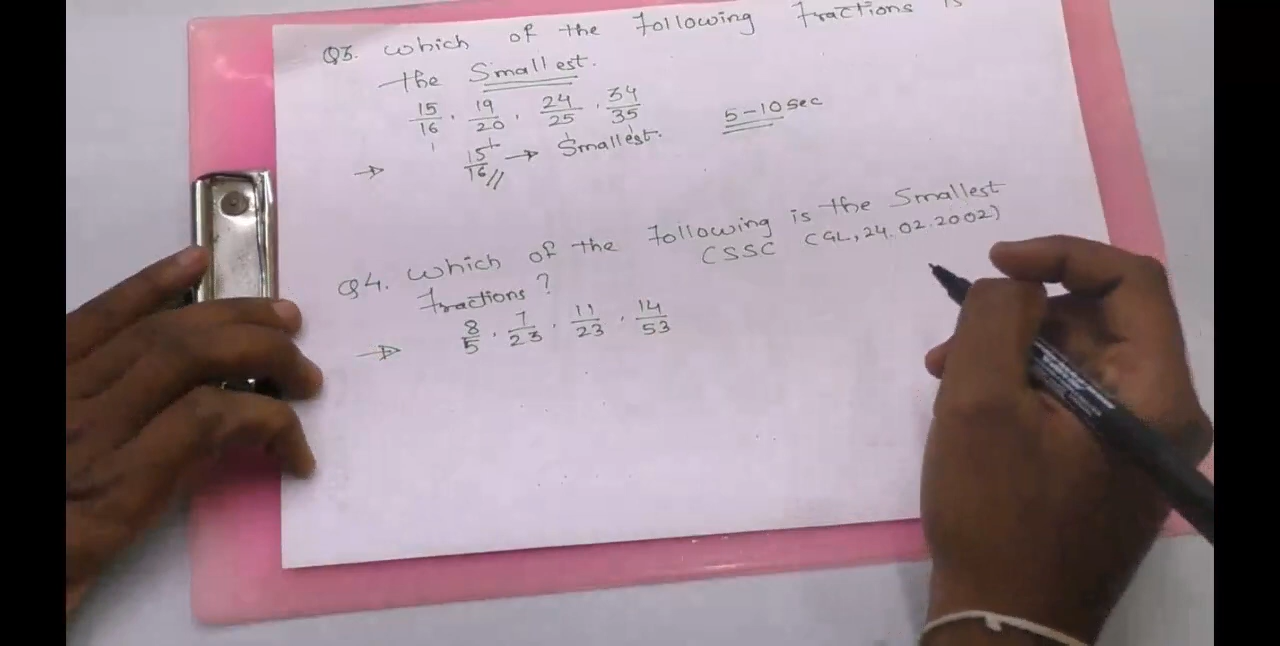 Q3. Which of the Following Fractions is
the Smallest.
15/16, 19/20, 24/25, 34/35
5-10 sec
→ 15/16 // → Smallest.
Q4. Which of the Following is the Smallest
Fractions? (SSC CGL, 24.02.2002)
→ 8/5, 7/23, 11/23, 14/53